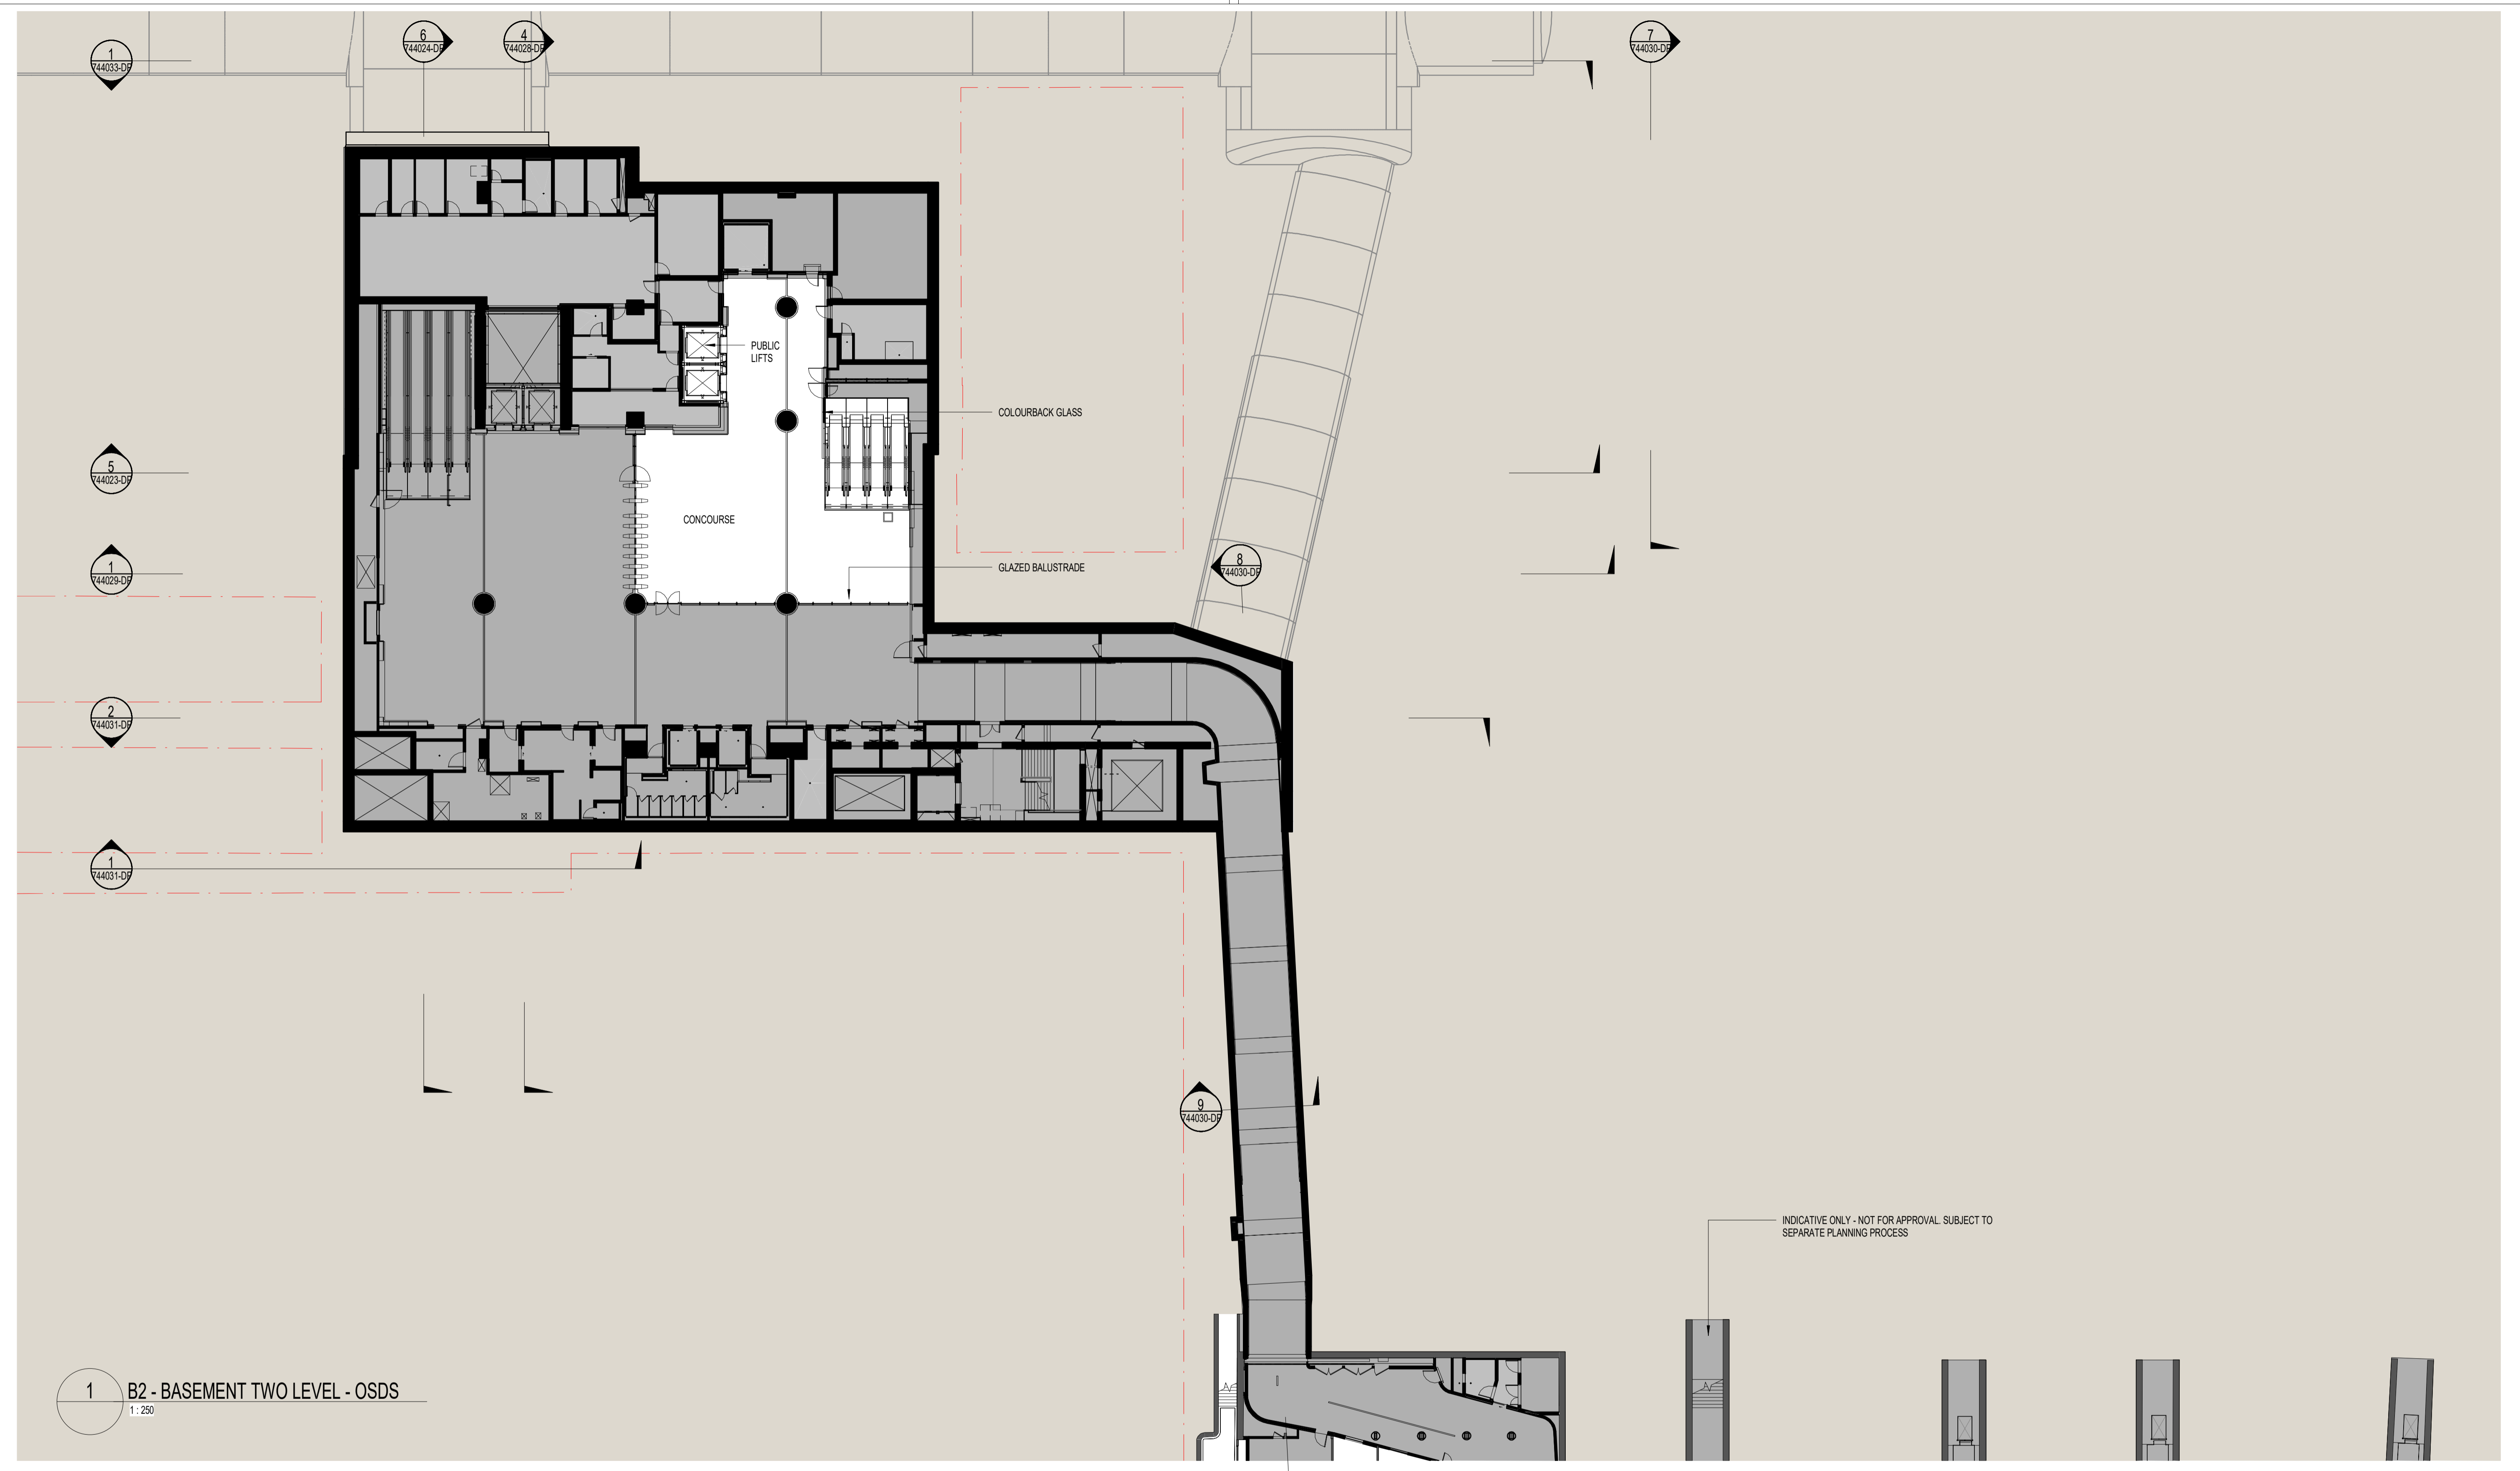 6
744024-DF
4
744028-DF
7
744030-DF
1
744033-DF
PUBLIC
LIFTS
COLOURBACK GLASS
5
744023-DF
CONCOURSE
GLAZED BALUSTRADE
8
744030-DF
1
744029-DF
2
744031-DF
1
744031-DF
9
744030-DF
INDICATIVE ONLY - NOT FOR APPROVAL. SUBJECT TO
SEPARATE PLANNING PROCESS
1
B2 - BASEMENT TWO LEVEL - OSDS
1 : 250